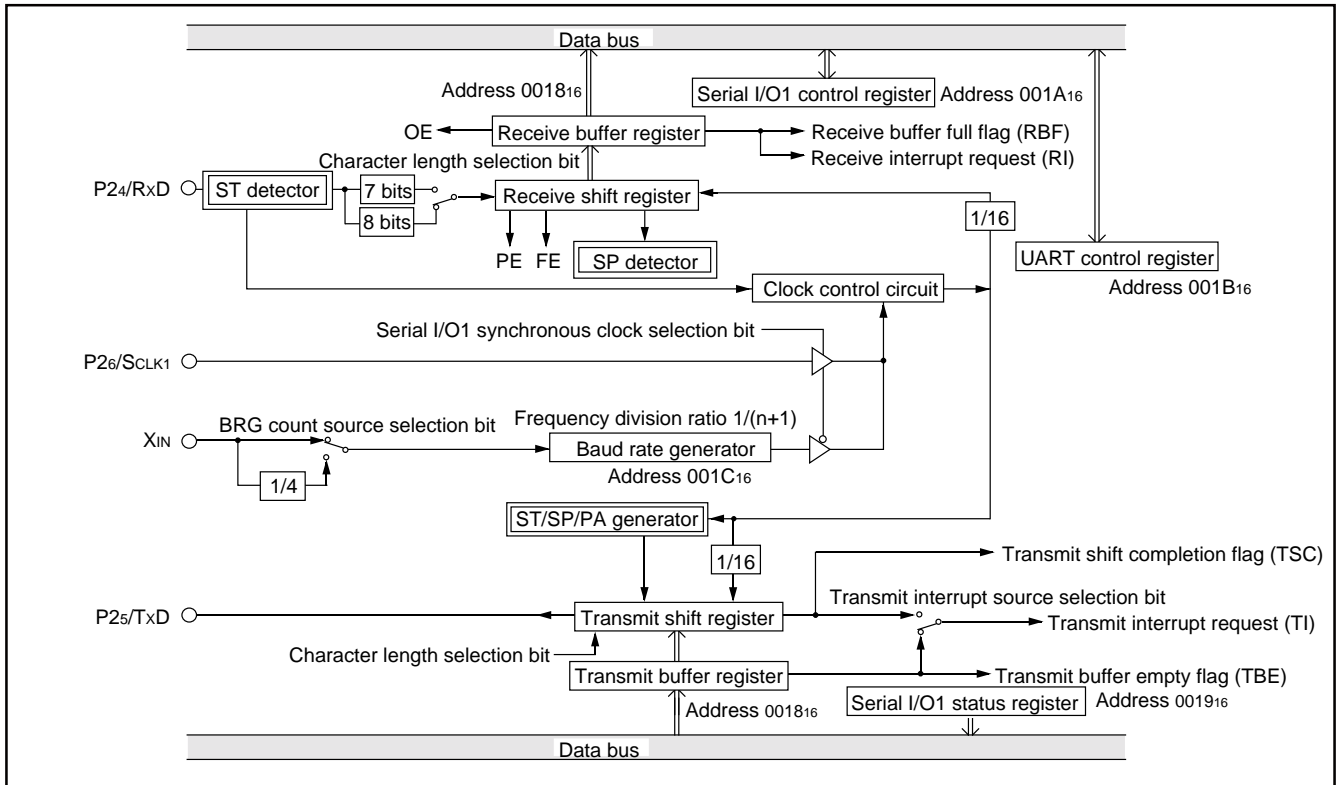 Data bus
Address 001816
Serial I/O1 control register
Address 001A16
OE
Receive buffer register
Receive buffer full flag (RBF)
Receive interrupt request (RI)
Character length selection bit
P24/RXD
ST detector
7 bits
8 bits
Receive shift register
1/16
PE
FE
SP detector
UART control register
Address 001B16
Clock control circuit
Serial I/O1 synchronous clock selection bit
P26/SCLK1
XIN
BRG count source selection bit
Frequency division ratio 1/(n+1)
Baud rate generator
Address 001C16
1/4
ST/SP/PA generator
1/16
Transmit shift completion flag (TSC)
Transmit interrupt source selection bit
P25/TXD
Transmit shift register
Transmit interrupt request (TI)
Character length selection bit
Transmit buffer register
Transmit buffer empty flag (TBE)
Address 001816
Serial I/O1 status register
Address 001916
Data bus